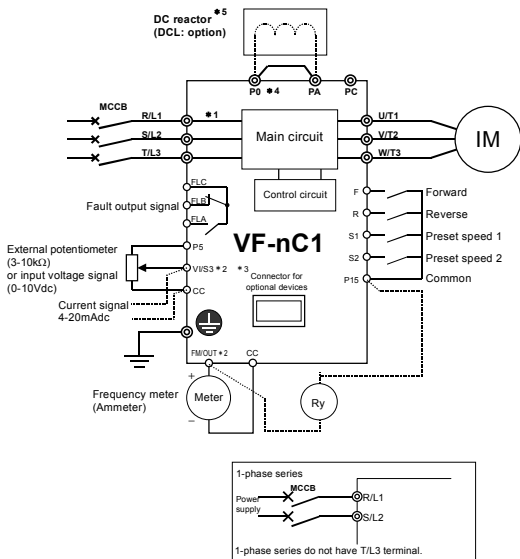 DC reactor *5
(DCL: option)
P0 *4 PA PC
MCCB
R/L1 *1 U/T1
S/L2 V/T2
T/L3 W/T3
Main circuit
IM
Control circuit
FLC
FLB
FLA
Fault output signal
F Forward
R Reverse
S1 Preset speed 1
S2 Preset speed 2
P15 Common
VF-nC1
P5
External potentiometer
(3-10kΩ)
or input voltage signal
(0-10Vdc)
VI/S3 *2 *3
Connector for
optional devices
CC
Current signal
4-20mAdc
FM/OUT *2 CC
+
Frequency meter
(Ammeter)
Meter
−
Ry
1-phase series
MCCB
Power
supply
R/L1
S/L2
1-phase series do not have T/L3 terminal.